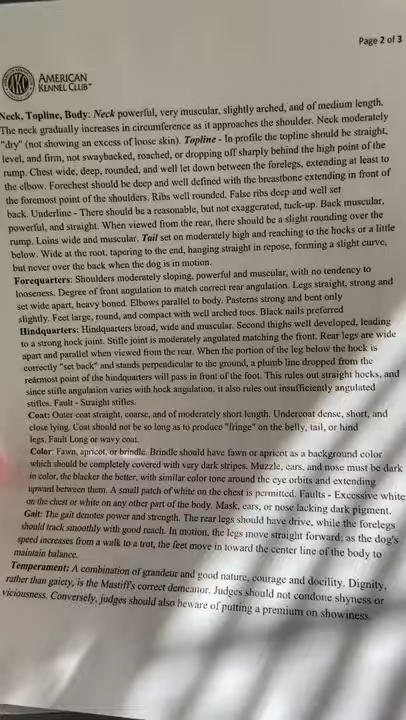 Page 2 of 3
AMERICAN
KENNEL CLUB
Neck, Topline, Body: Neck powerful, very muscular, slightly arched, and of medium length.
The neck gradually increases in circumference as it approaches the shoulder. Neck moderately
"dry" (not showing an excess of loose skin). Topline - In profile the topline should be straight,
level, and firm, not swaybacked, roached, or dropping off sharply behind the high point of the
rump. Chest wide, deep, rounded, and well let down between the forelegs, extending at least to
the elbow. Forechest should be deep and well defined with the breastbone extending in front of
the foremost point of the shoulders. Ribs well rounded. False ribs deep and well set
back. Underline - There should be a reasonable, but not exaggerated, tuck-up. Back muscular,
powerful, and straight. When viewed from the rear, there should be a slight rounding over the
rump. Loins wide and muscular. Tail set on moderately high and reaching to the hocks or a little
below. Wide at the root, tapering to the end, hanging straight in repose, forming a slight curve,
but never over the back when the dog is in motion.
Forequarters: Shoulders moderately sloping, powerful and muscular, with no tendency to
looseness. Degree of front angulation to match correct rear angulation. Legs straight, strong and
set wide apart, heavy boned. Elbows parallel to body. Pasterns strong and bent only
slightly. Feet large, round, and compact with well arched toes. Black nails preferred
Hindquarters: Hindquarters broad, wide and muscular. Second thighs well developed, leading
to a strong hock joint. Stifle joint is moderately angulated matching the front. Rear legs are wide
apart and parallel when viewed from the rear. When the portion of the leg below the hock is
correctly "set back" and stands perpendicular to the ground, a plumb line dropped from the
rearmost point of the hindquarters will pass in front of the foot. This rules out straight hocks, and
since stifle angulation varies with hock angulation, it also rules out insufficiently angulated
stifles. Fault - Straight stifles.
Coat: Outer coat straight, coarse, and of moderately short length. Undercoat dense, short, and
close lying. Coat should not be so long as to produce "fringe" on the belly, tail, or hind
legs. Fault Long or wavy coat.
Color: Fawn, apricot, or brindle. Brindle should have fawn or apricot as a background color
which should be completely covered with very dark stripes. Muzzle, ears, and nose must be dark
in color, the blacker the better, with similar color tone around the eye orbits and extending
upward between them. A small patch of white on the chest is permitted. Faults - Excessive white
on the chest or white on any other part of the body. Mask, ears, or nose lacking dark pigment.
Gait: The gait denotes power and strength. The rear legs should have drive, while the forelegs
should track smoothly with good reach. In motion, the legs move straight forward; as the dog's
speed increases from a walk to a trot, the feet move in toward the center line of the body to
maintain balance.
Temperament: A combination of grandeur and good nature, courage and docility. Dignity,
rather than gaiety, is the Mastiff's correct demeanor. Judges should not condone shyness or
viciousness. Conversely, judges should also beware of putting a premium on showiness.